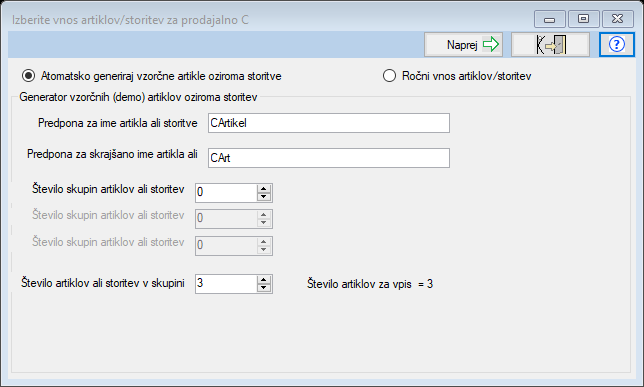 Izberite vnos artiklov/storitev za prodajalno C
Naprej
Atomatsko generiraj vzorčne artikle oziroma storitve
Ročni vnos artiklov/storitev
Generator vzorčnih (demo) artiklov oziroma storitev
Predpona za ime artikla ali storitve
CArtikel
Predpona za skrajšano ime artikla ali
CArt
Število skupin artiklov ali storitev
0
Število skupin artiklov ali storitev
0
Število skupin artiklov ali storitev
0
Število artiklov ali storitev v skupini
3
Število artiklov za vpis = 3